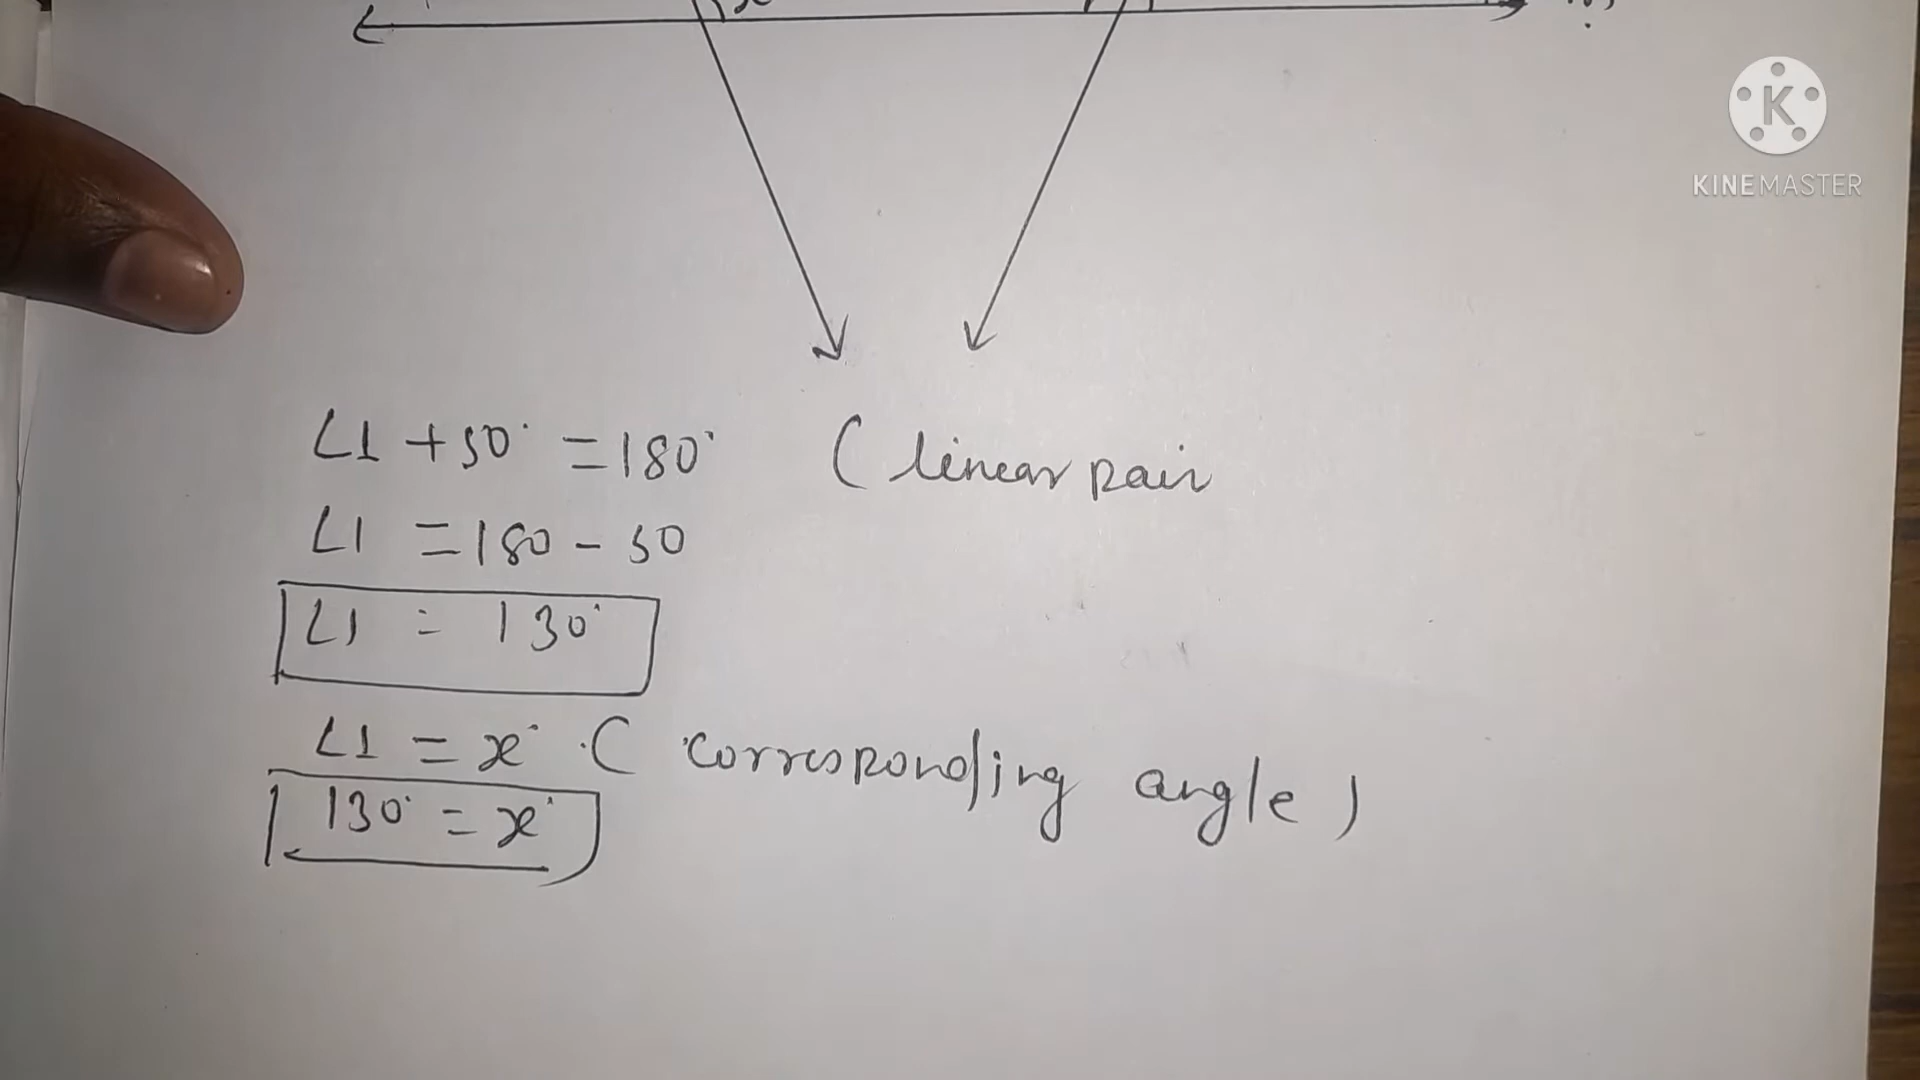 x
K
KINEMASTER
∠1 + 50° = 180° ( linear pair
∠1 = 180 - 50
∠1 = 130°
∠1 = x° ( corresponding angle )
130° = x°